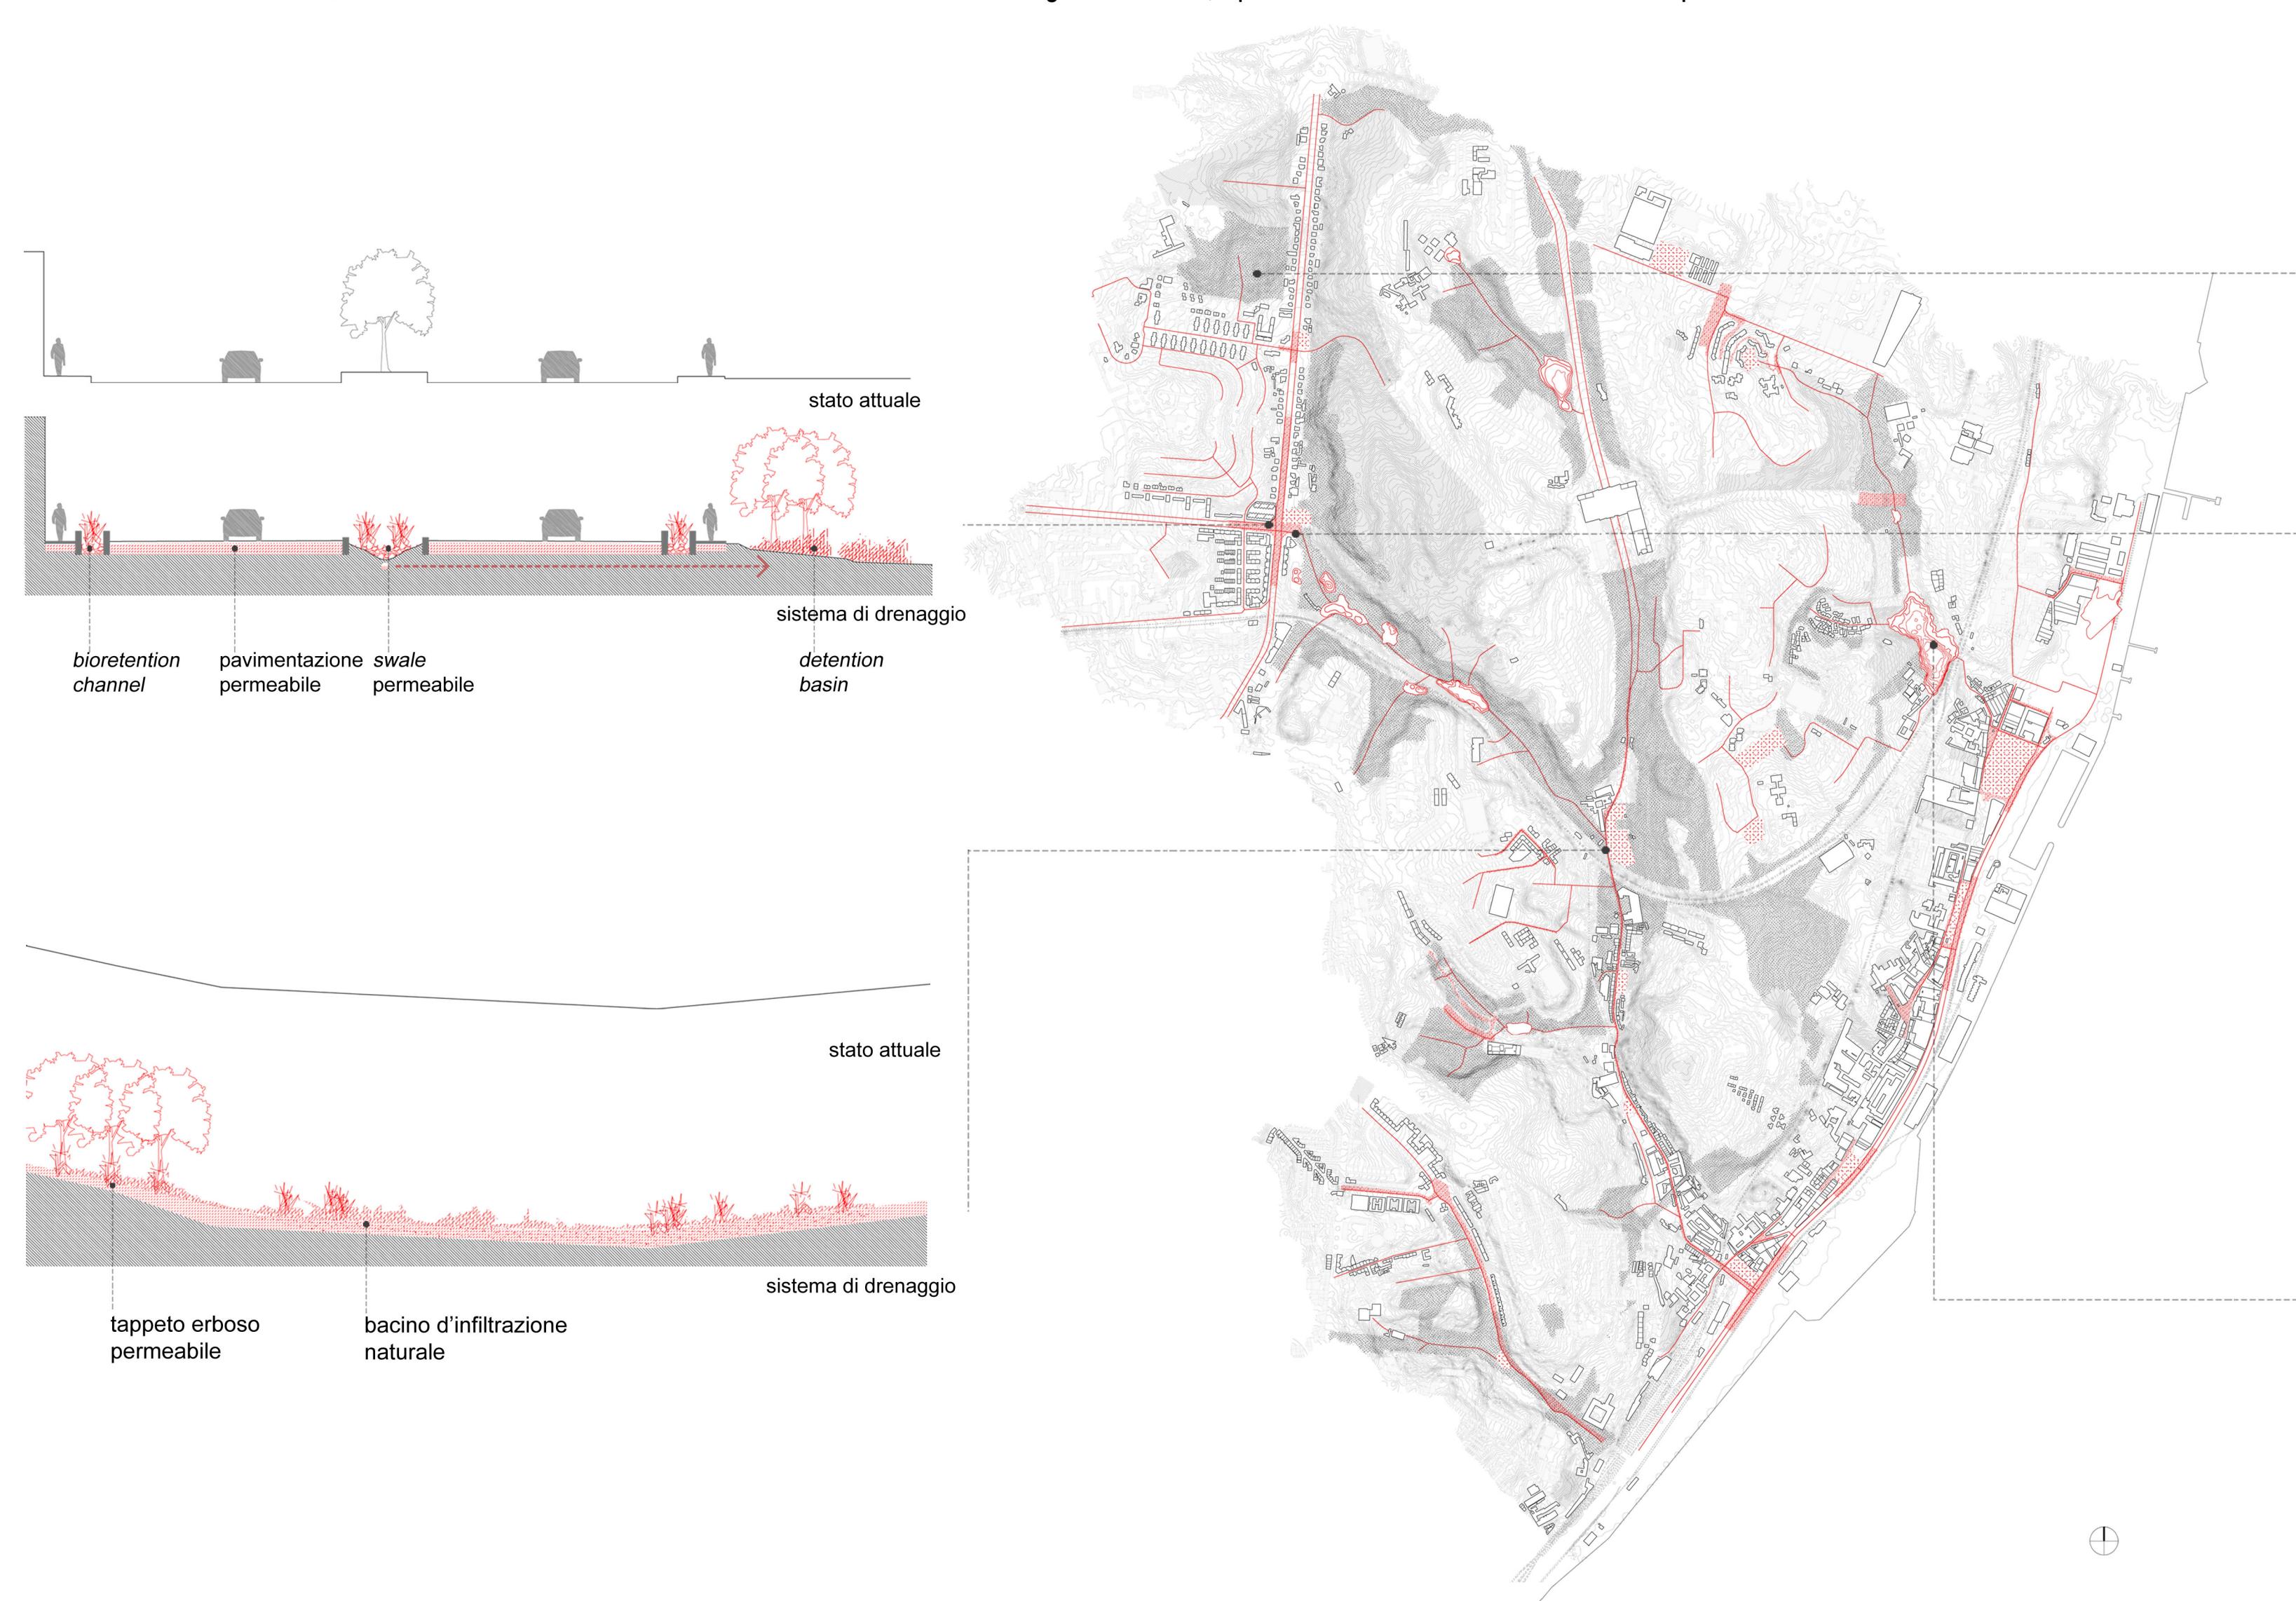 stato attuale
sistema di drenaggio
bioretention
channel
pavimentazione
permeabile
swale
permeabile
detention
basin
stato attuale
sistema di drenaggio
tappeto erboso
permeabile
bacino d’infiltrazione
naturale